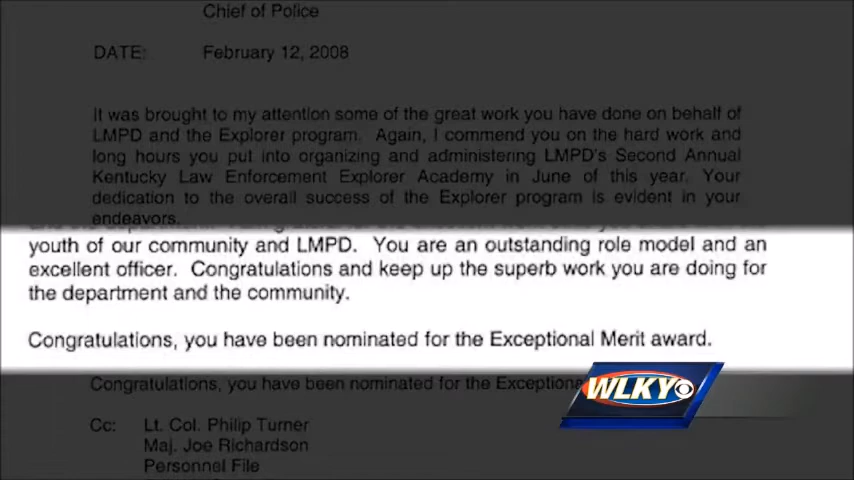 Chief of Police
DATE: February 12, 2008
It was brought to my attention some of the great work you have done on behalf of
LMPD and the Explorer program. Again, I commend you on the hard work and
long hours you put into organizing and administering LMPD's Second Annual
Kentucky Law Enforcement Explorer Academy in June of this year. Your
dedication to the overall success of the Explorer program is evident in your
endeavors.
youth of our community and LMPD. You are an outstanding role model and an
excellent officer. Congratulations and keep up the superb work you are doing for
the department and the community.
Congratulations, you have been nominated for the Exceptional Merit award.
Congratulations, you have been nominated for the Exceptiona
WLKY
Cc: Lt. Col. Philip Turner
Maj. Joe Richardson
Personnel File